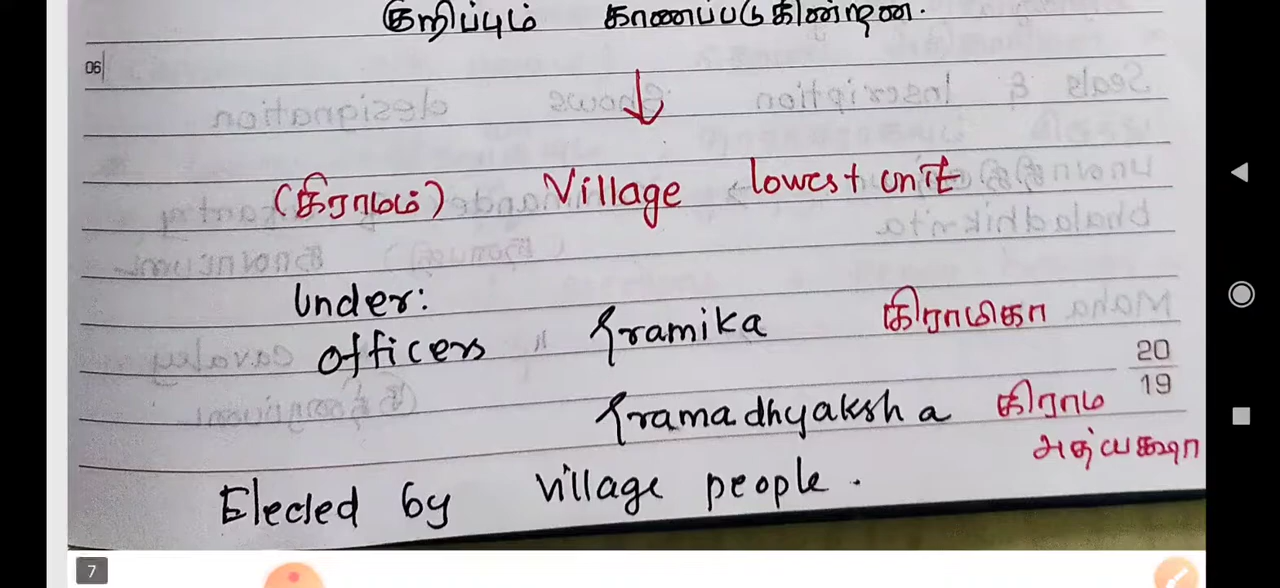 குறிப்பும் காணப்படுகின்றன.
06
(கிராமம்) Village lowest unit
Under:
officers " Gramika கிராமிகா
20
19
Gramadhyaksha கிராம
அத்யக்ஷா
Elected by village people.
7